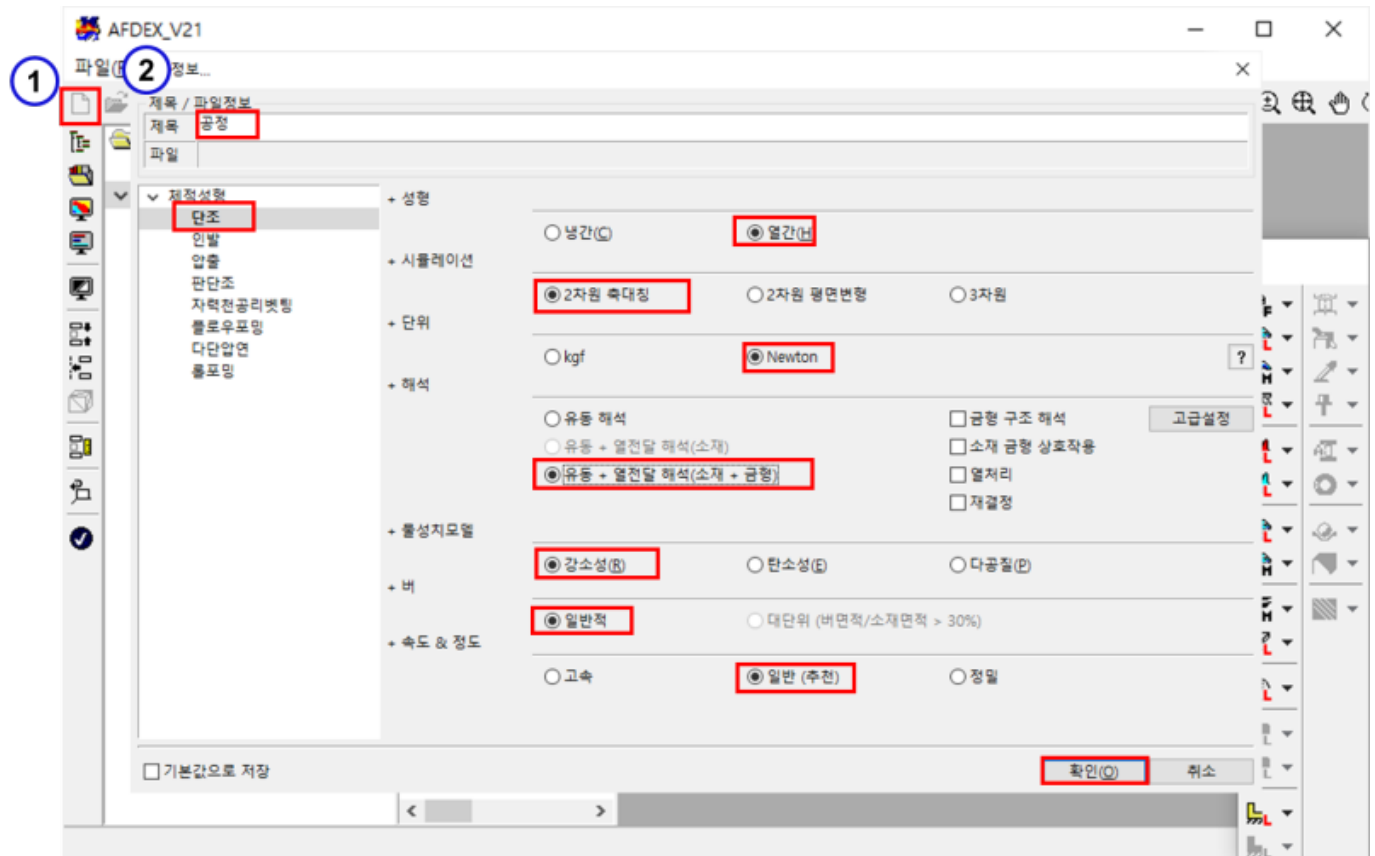 AFDEX_V21
1
파일(
2
정보...
제목 / 파일정보
제목 공정
파일
체적성형
단조
인발
압출
판단조
자력천공리벳팅
플로우포밍
다단압연
롤포밍
+ 성형
냉간(C) 열간(H
+ 시뮬레이션
2차원 축대칭 2차원 평면변형 3차원
+ 단위
kgf Newton ?
+ 해석
유동 해석 금형 구조 해석 고급설정
유동 + 열전달 해석(소재) 소재 금형 상호작용
유동 + 열전달 해석(소재 + 금형) 열처리
재결정
+ 물성치모델
강소성(R) 탄소성(E) 다공질(P)
+ 버
일반적 대단위 (버면적/소재면적 > 30%)
+ 속도 & 정도
고속 일반 (추천) 정밀
기본값으로 저장 확인(O) 취소